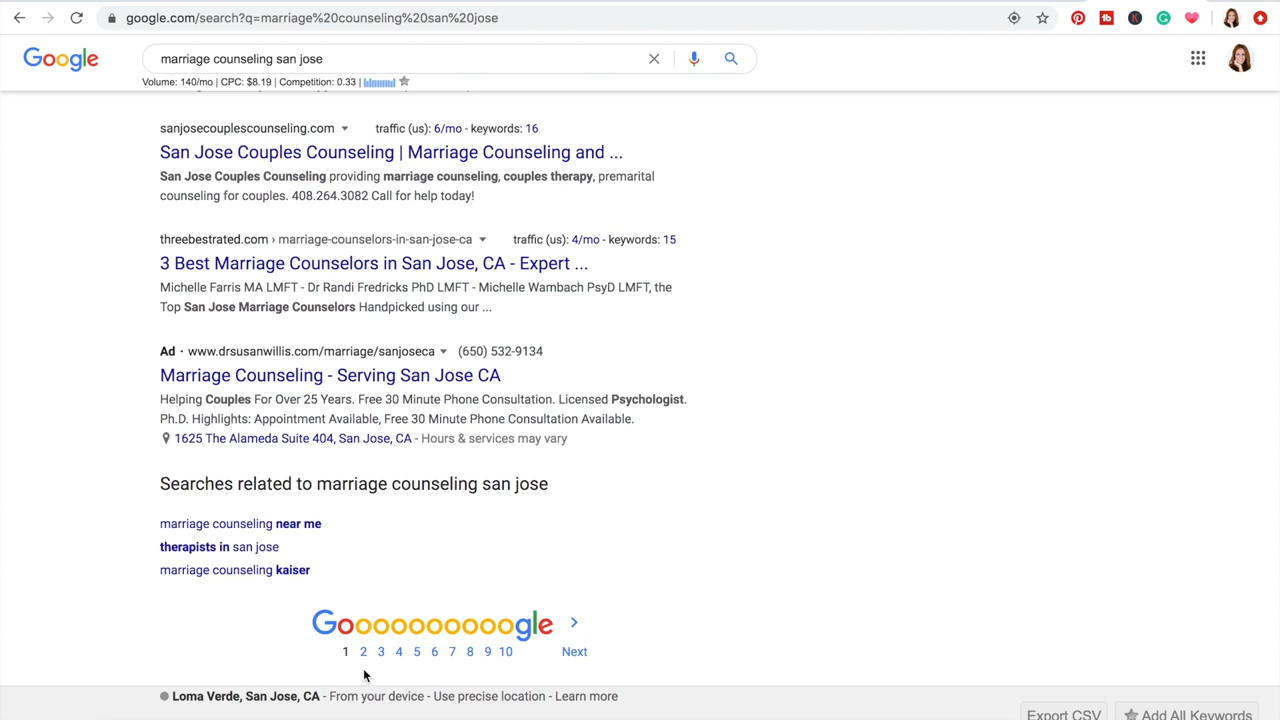 google.com/search?q=marriage%20counseling%20san%20jose
Google
marriage counseling san jose
Volume: 140/mo | CPC: $8.19 | Competition: 0.33 |
sanjosecouplescounseling.com traffic (us): 6/mo - keywords: 16
San Jose Couples Counseling | Marriage Counseling and ...
San Jose Couples Counseling providing marriage counseling, couples therapy, premarital
counseling for couples. 408.264.3082 Call for help today!
threebestrated.com › marriage-counselors-in-san-jose-ca traffic (us): 4/mo - keywords: 15
3 Best Marriage Counselors in San Jose, CA - Expert ...
Michelle Farris MA LMFT - Dr Randi Fredricks PhD LMFT - Michelle Wambach PsyD LMFT, the
Top San Jose Marriage Counselors Handpicked using our ...
Ad · www.drsusanwillis.com/marriage/sanjoseca (650) 532-9134
Marriage Counseling - Serving San Jose CA
Helping Couples For Over 25 Years. Free 30 Minute Phone Consultation. Licensed Psychologist.
Ph.D. Highlights: Appointment Available, Free 30 Minute Phone Consultation Available.
1625 The Alameda Suite 404, San Jose, CA - Hours & services may vary
Searches related to marriage counseling san jose
marriage counseling near me
therapists in san jose
marriage counseling kaiser
Goooooooooogle
1 2 3 4 5 6 7 8 9 10 Next
Loma Verde, San Jose, CA - From your device - Use precise location - Learn more
Export CSV Add All Keywords